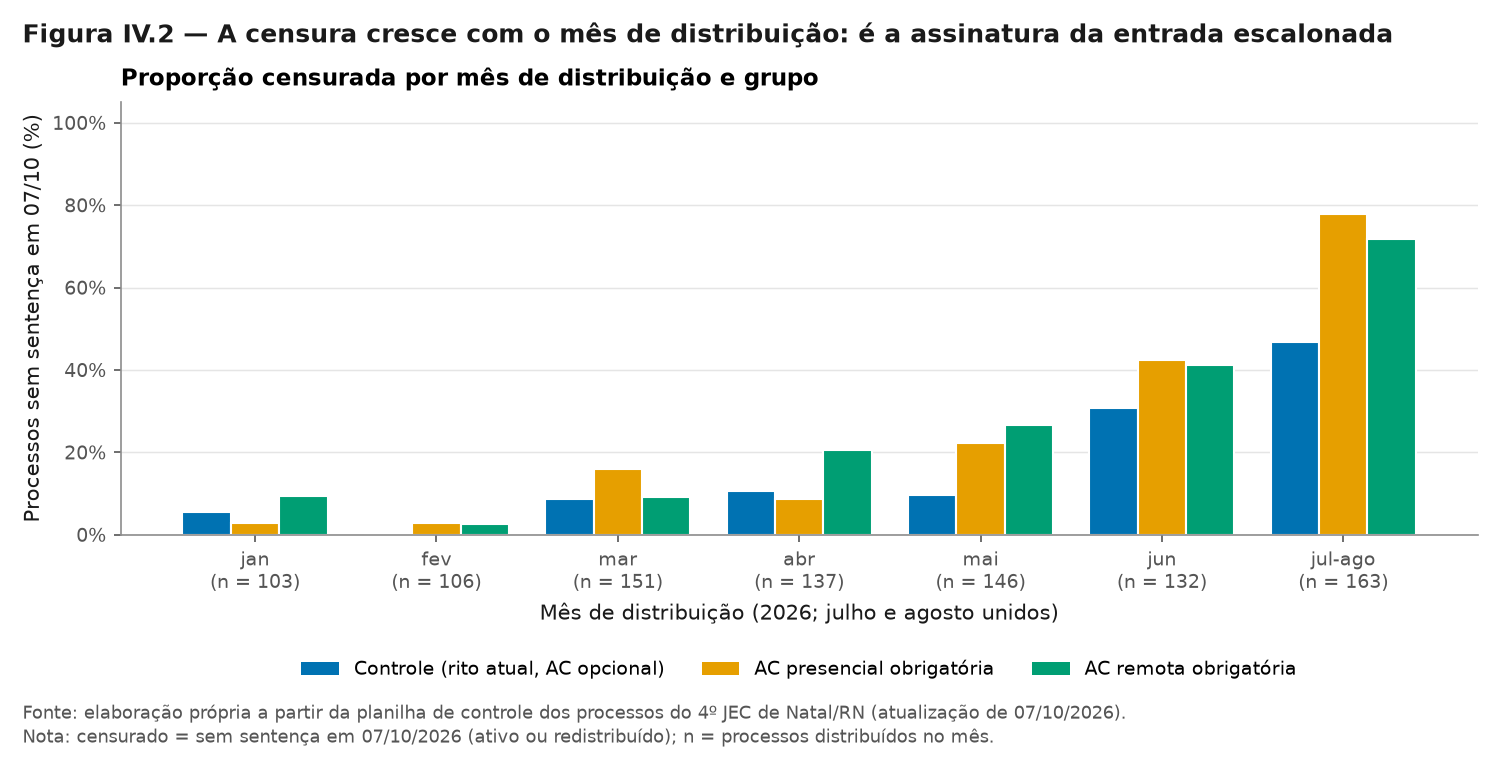 Figura IV.2 — A censura cresce com o mês de distribuição: é a assinatura da entrada escalonada
Proporção censurada por mês de distribuição e grupo
Processos sem sentença em 07/10 (%)
100%
80%
60%
40%
20%
0%
jan
(n = 103)
fev
(n = 106)
mar
(n = 151)
abr
(n = 137)
mai
(n = 146)
jun
(n = 132)
jul-ago
(n = 163)
Mês de distribuição (2026; julho e agosto unidos)
Controle (rito atual, AC opcional)
AC presencial obrigatória
AC remota obrigatória
Fonte: elaboração própria a partir da planilha de controle dos processos do 4º JEC de Natal/RN (atualização de 07/10/2026).
Nota: censurado = sem sentença em 07/10/2026 (ativo ou redistribuído); n = processos distribuídos no mês.